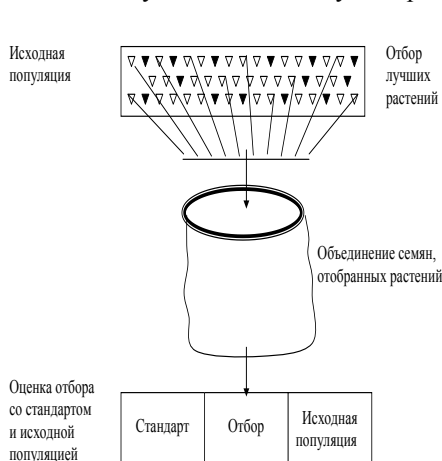 Исходная
популяция
Отбор
лучших
растений
Объединение семян,
отобранных растений
Оценка отбора
со стандартом
и исходной
популяцией
Стандарт
Отбор
Исходная
популяция